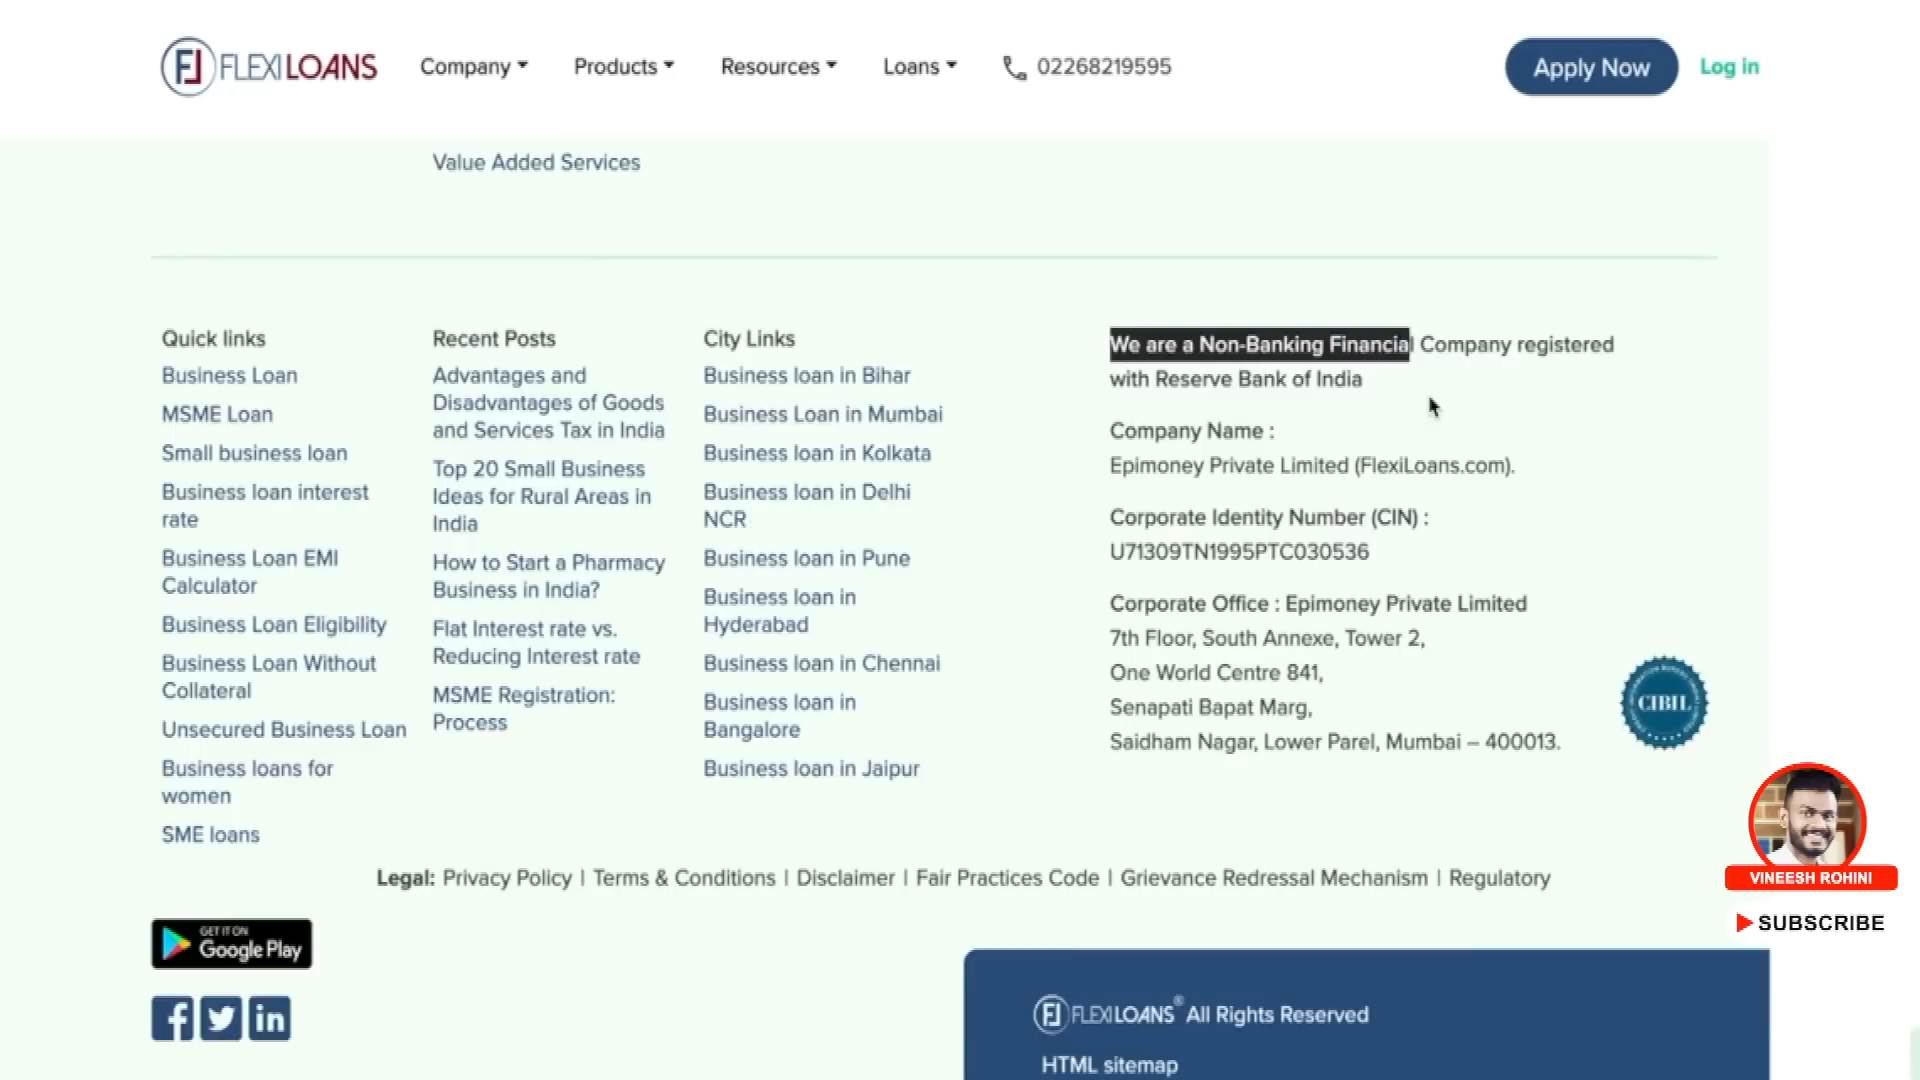 FLEXILOANS
Company
Products
Resources
Loans
02268219595
Apply Now
Log in
Value Added Services
Quick links
Business Loan
MSME Loan
Small business loan
Business loan interest
rate
Business Loan EMI
Calculator
Business Loan Eligibility
Business Loan Without
Collateral
Unsecured Business Loan
Business loans for
women
SME loans
Recent Posts
Advantages and
Disadvantages of Goods
and Services Tax in India
Top 20 Small Business
Ideas for Rural Areas in
India
How to Start a Pharmacy
Business in India?
Flat Interest rate vs.
Reducing Interest rate
MSME Registration:
Process
City Links
Business loan in Bihar
Business Loan in Mumbai
Business loan in Kolkata
Business loan in Delhi
NCR
Business loan in Pune
Business loan in
Hyderabad
Business loan in Chennai
Business loan in
Bangalore
Business loan in Jaipur
We are a Non-Banking Financial Company registered
with Reserve Bank of India
Company Name :
Epimoney Private Limited (FlexiLoans.com).
Corporate Identity Number (CIN) :
U71309TN1995PTC030536
Corporate Office : Epimoney Private Limited
7th Floor, South Annexe, Tower 2,
One World Centre 841,
Senapati Bapat Marg,
Saidham Nagar, Lower Parel, Mumbai – 400013.
CIBIL
VINEESH ROHINI
SUBSCRIBE
Legal: Privacy Policy | Terms & Conditions | Disclaimer | Fair Practices Code | Grievance Redressal Mechanism | Regulatory
GET IT ON
Google Play
FLEXILOANS® All Rights Reserved
HTML sitemap